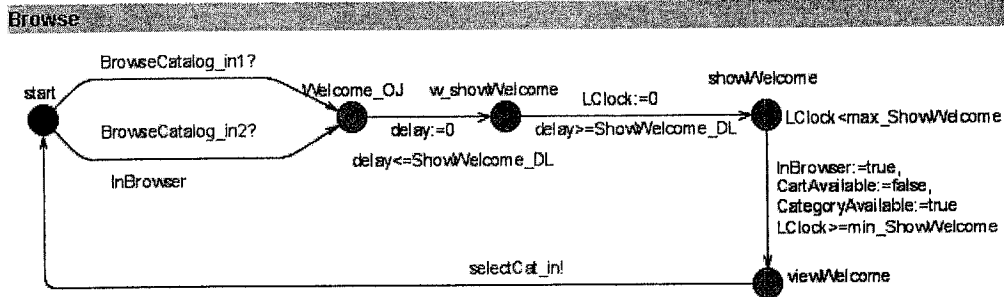 Browse
BrowseCatalog_in1?
start
Welcome_OJ
w_showWelcome
showWelcome
LClock:=0
LClock<max_ShowWelcome
BrowseCatalog_in2?
delay:=0
delay>=ShowWelcome_DL
delay<=ShowWelcome_DL
InBrowser
InBrowser:=true,
CartAvailable:=false,
CategoryAvailable:=true
LClock>=min_ShowWelcome
selectCat_in!
viewWelcome